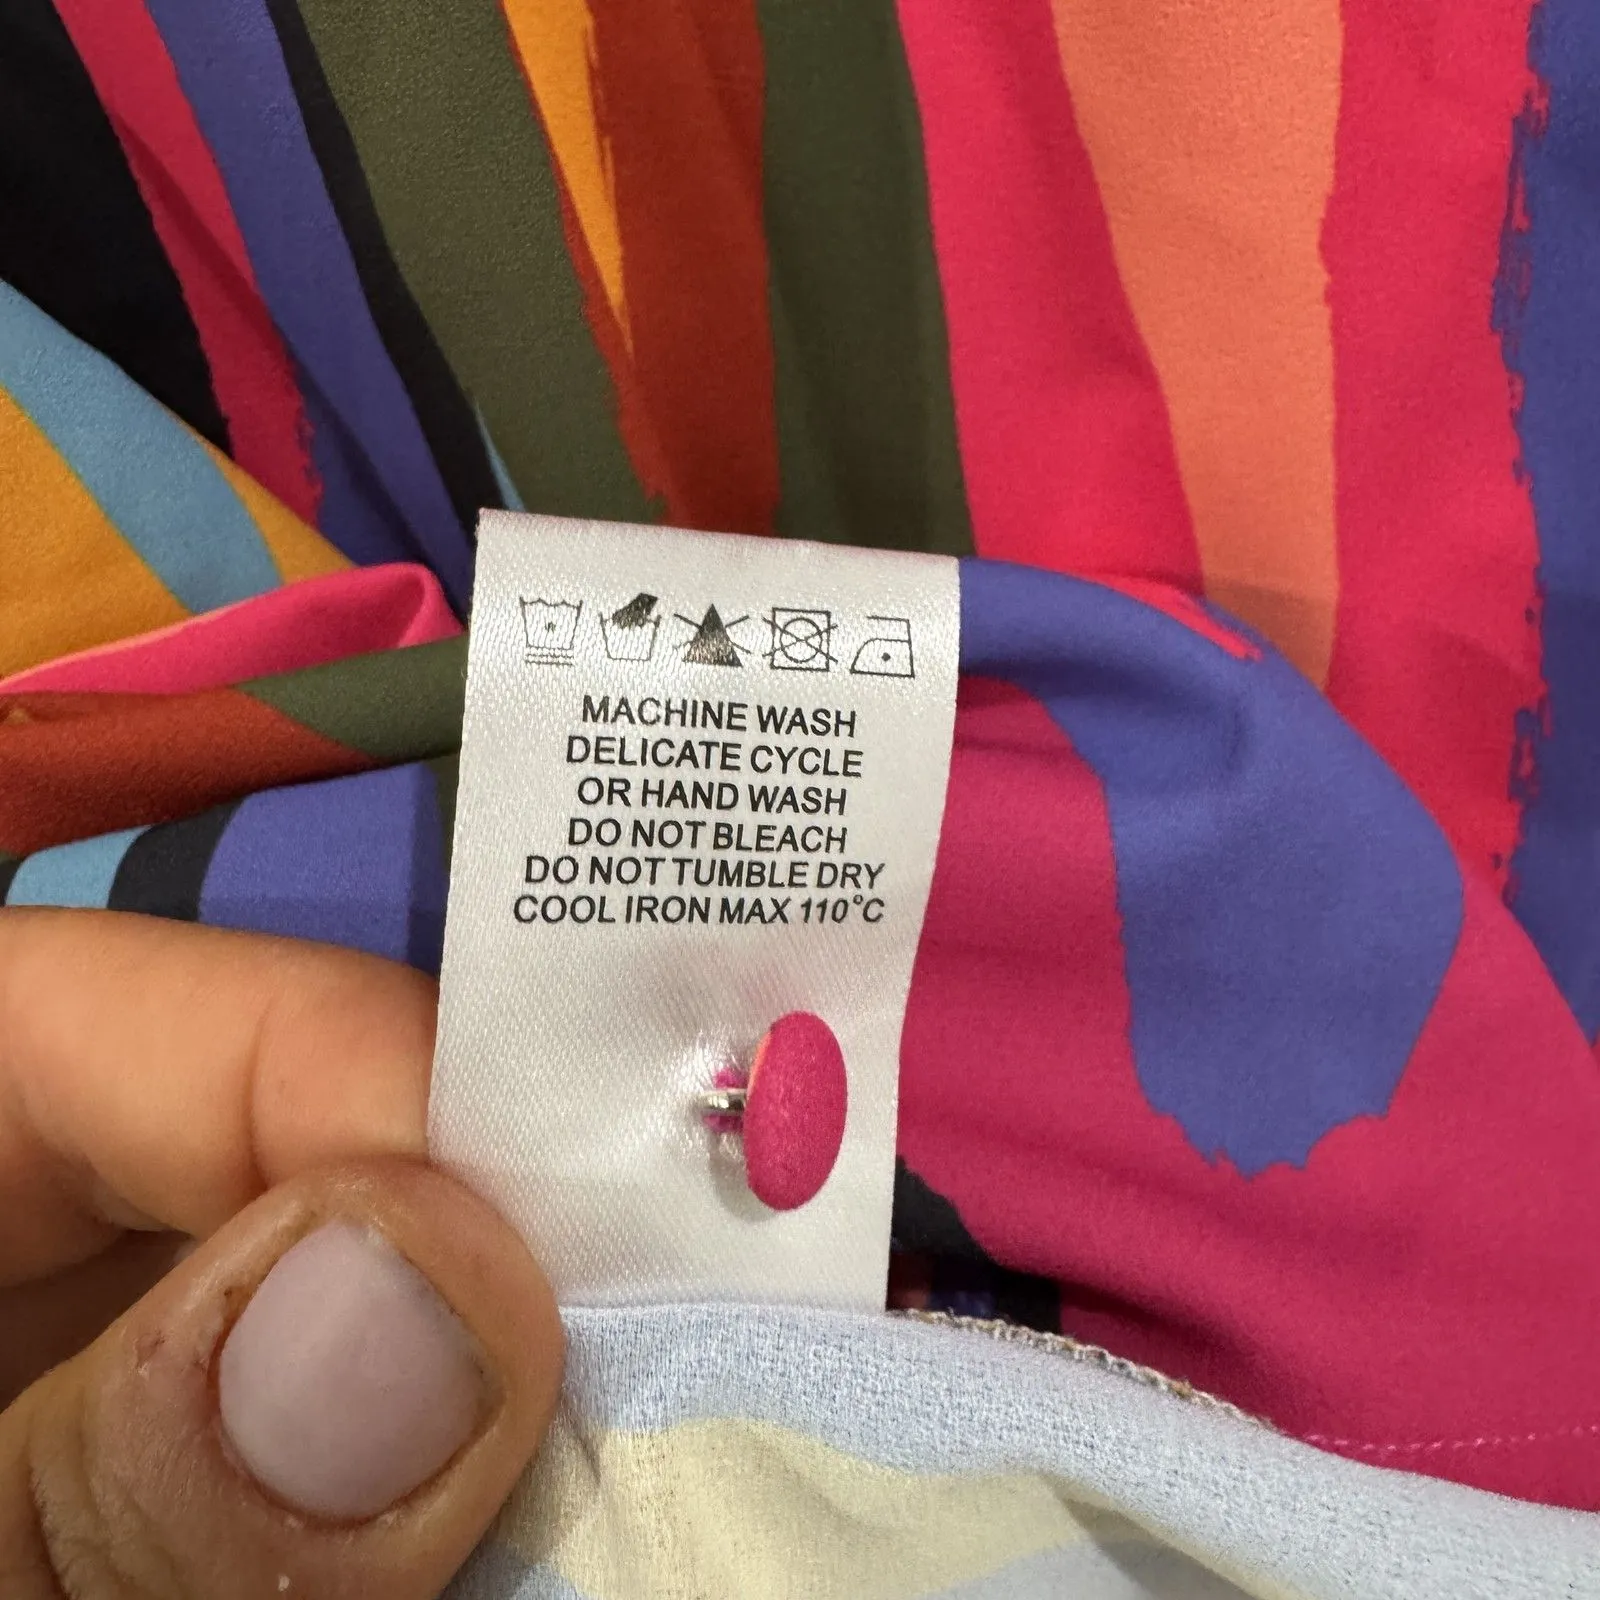 MACHINE WASH
DELICATE CYCLE
OR HAND WASH
DO NOT BLEACH
DO NOT TUMBLE DRY
COOL IRON MAX 110°C